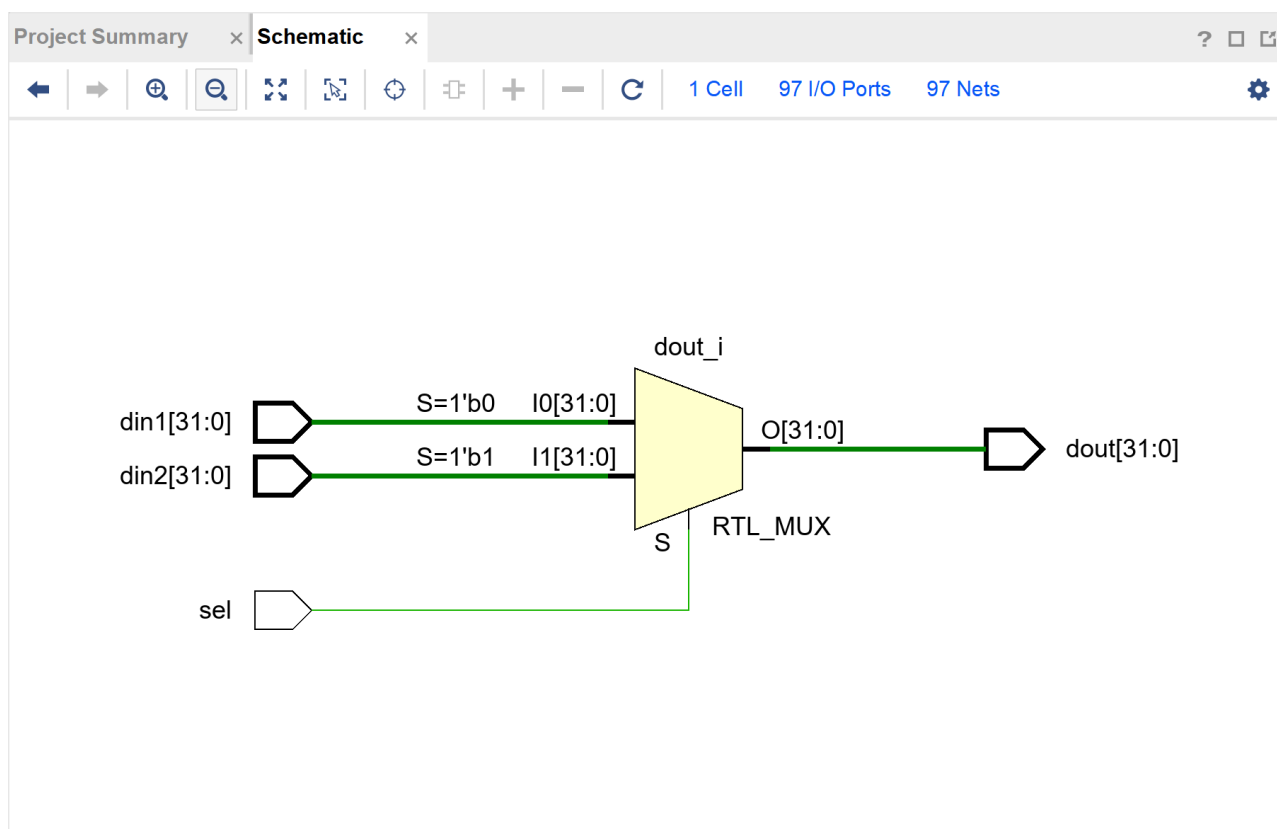 Project Summary × Schematic ×
1 Cell 97 I/O Ports 97 Nets
dout_i
din1[31:0] S=1'b0 I0[31:0]
O[31:0] dout[31:0]
din2[31:0] S=1'b1 I1[31:0]
S RTL_MUX
sel